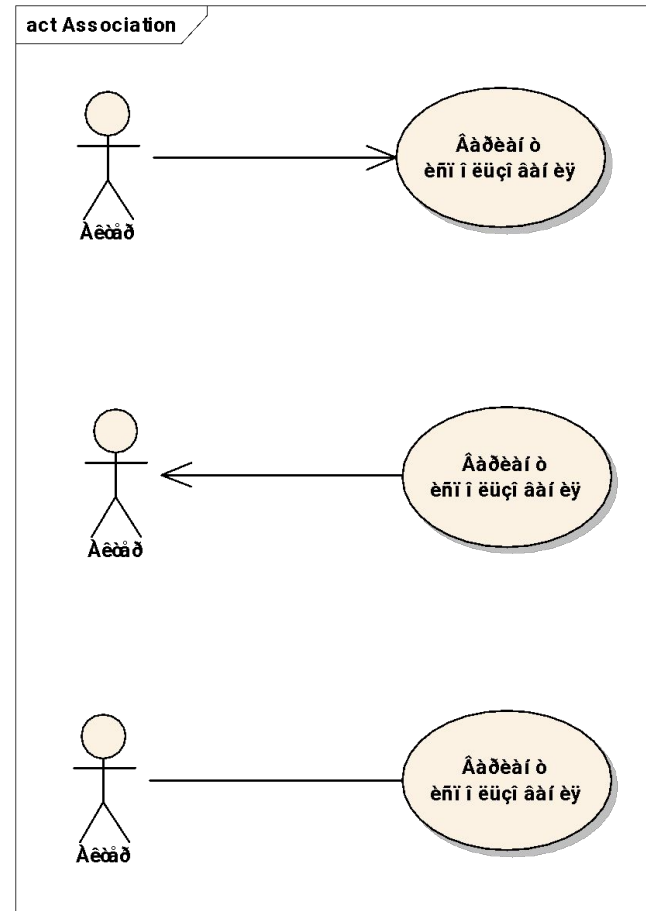 act Association
Âàðèàí ò
èñï î ëüçî âàí èÿ
Àêòåð
Âàðèàí ò
èñï î ëüçî âàí èÿ
Àêòåð
Âàðèàí ò
èñï î ëüçî âàí èÿ
Àêòåð